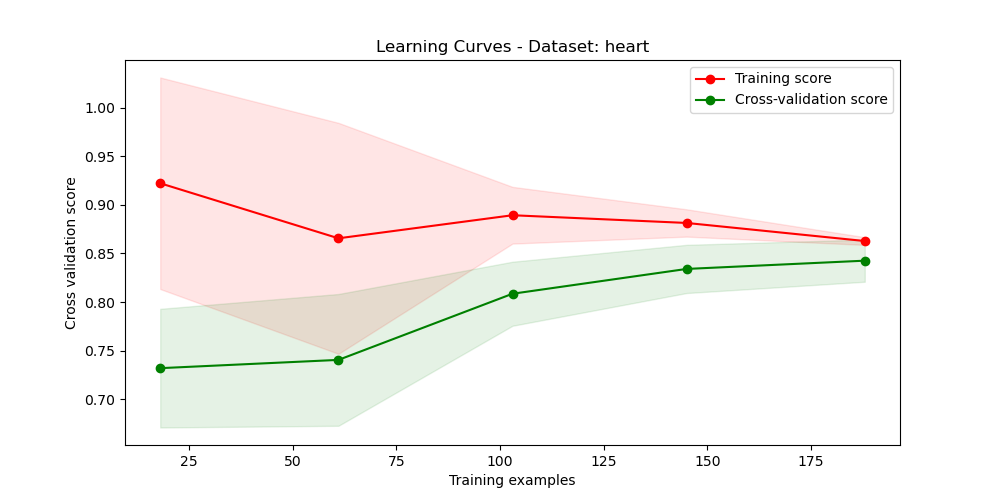 Learning Curves - Dataset: heart
Training score
Cross-validation score
1.00
0.95
0.90
0.85
0.80
0.75
0.70
Cross validation score
25 50 75 100 125 150 175
Training examples